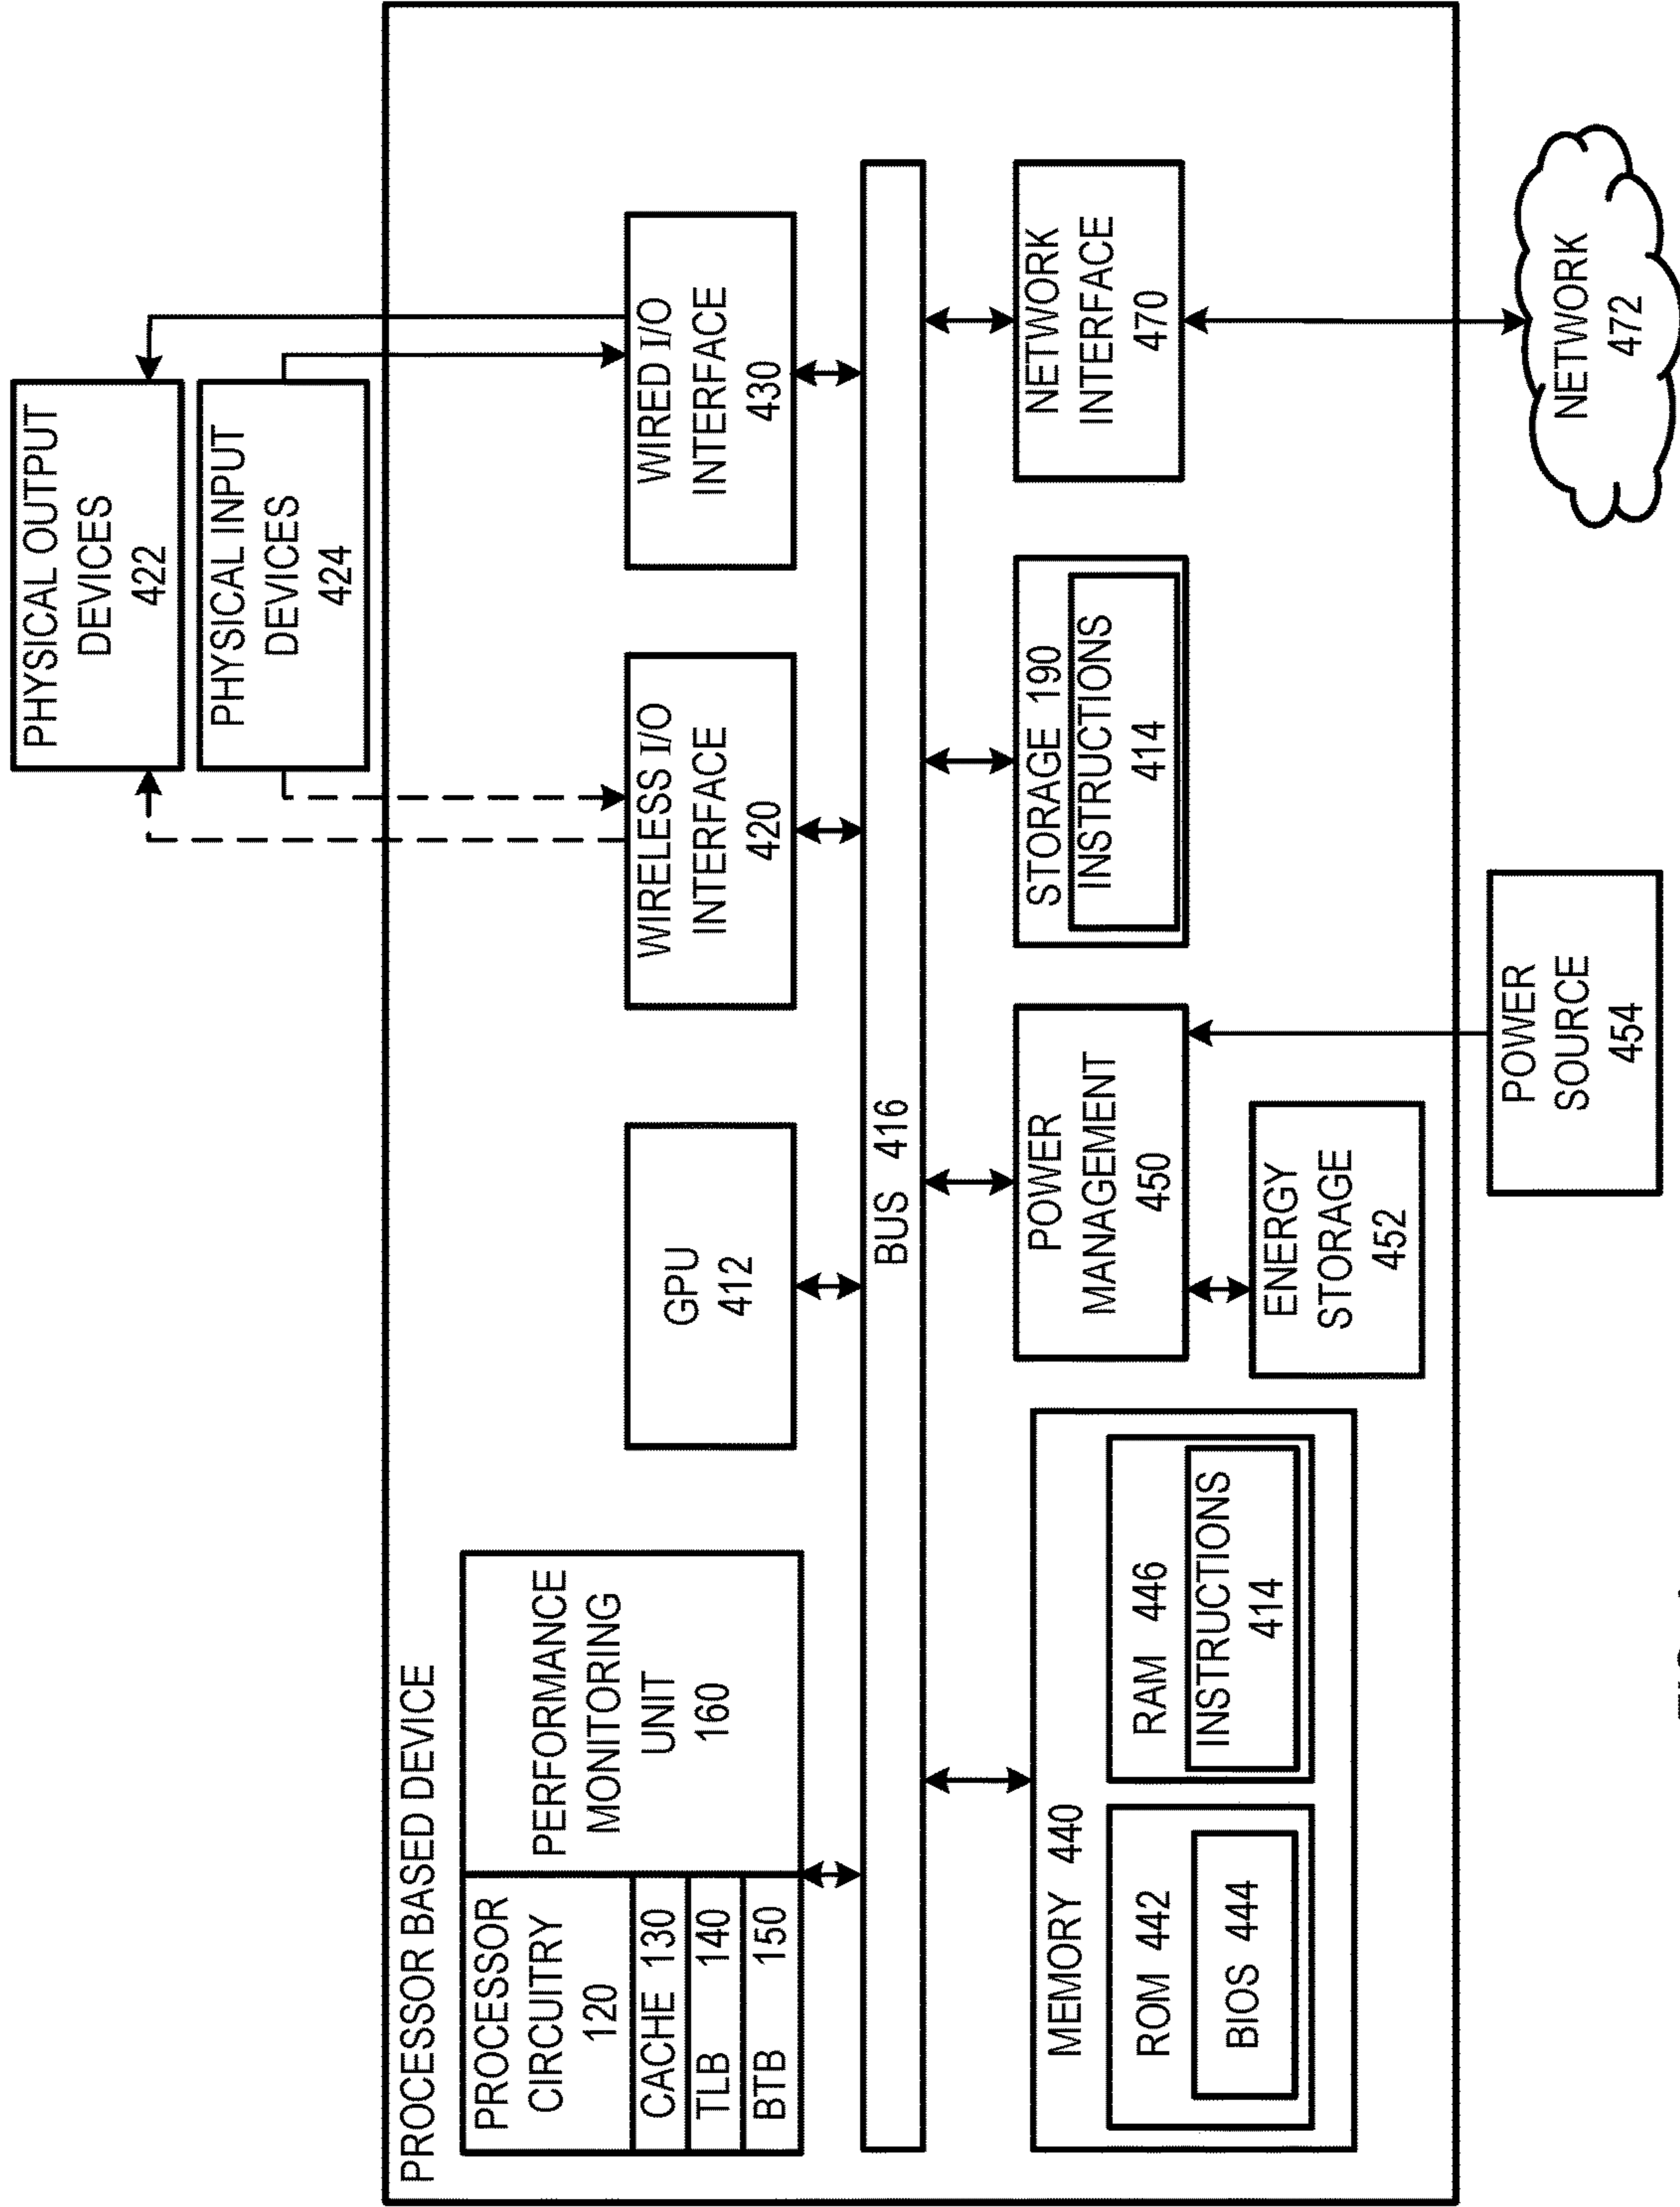 PHYSICAL OUTPUT
DEVICES
422
PHYSICAL INPUT
DEVICES
424
PROCESSOR BASED DEVICE
PROCESSOR
CIRCUITRY
120
CACHE 130
TLB 140
BTB 150
PERFORMANCE
MONITORING
UNIT
160
GPU
412
WIRELESS I/O
INTERFACE
420
WIRED I/O
INTERFACE
430
BUS 416
MEMORY 440
ROM 442
BIOS 444
RAM 446
INSTRUCTIONS
414
POWER
MANAGEMENT
450
ENERGY
STORAGE
452
STORAGE 190
INSTRUCTIONS
414
NETWORK
INTERFACE
470
POWER
SOURCE
454
NETWORK
472